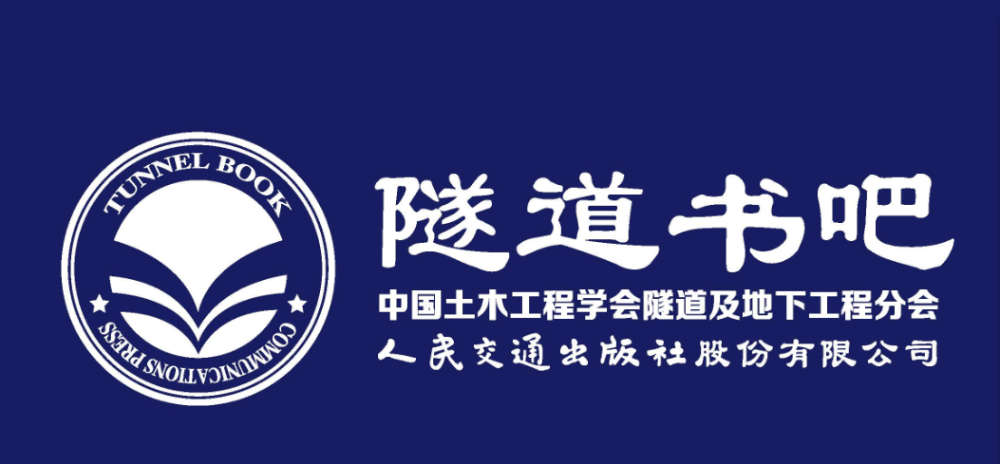 TUNNEL BOOK
COMMUNICATIONS PRESS
隧道书吧
中国土木工程学会隧道及地下工程分会
人民交通出版社股份有限公司